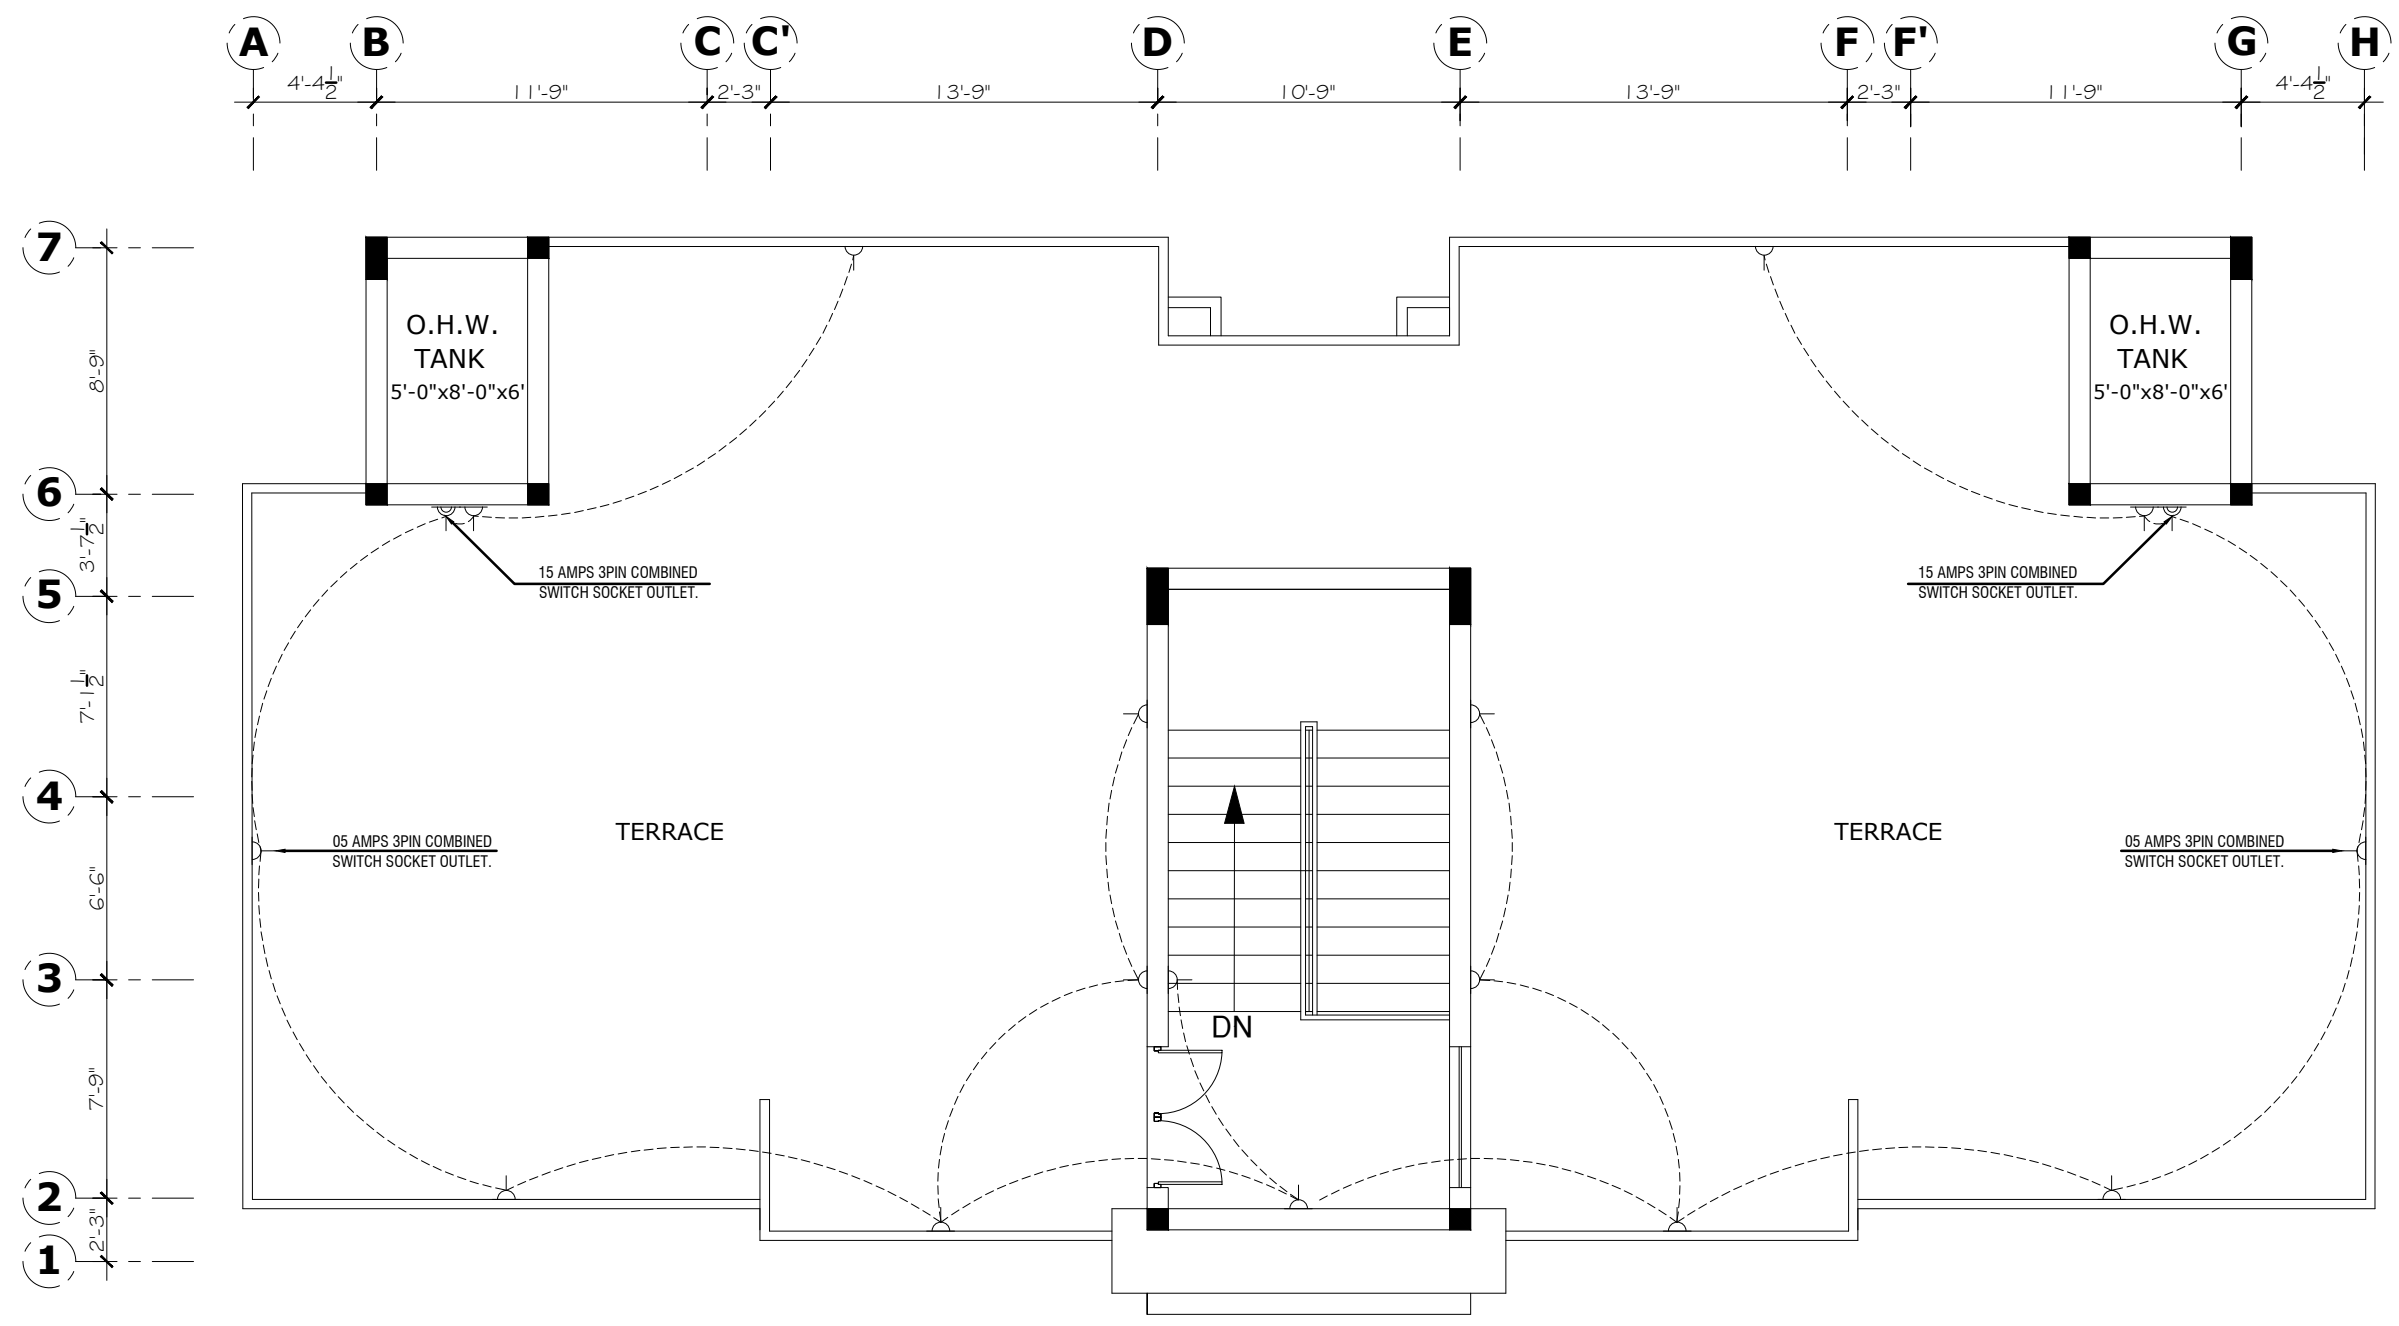 A B C C' D E F F' G H
4'-4½" 11'-9" 2'-3" 13'-9" 10'-9" 13'-9" 2'-3" 11'-9" 4'-4½"
7
8'-9"
6
3'-7½"
5
7'-1½"
4
6'-6"
3
7'-9"
2
2'-3"
1
O.H.W.
TANK
5'-0"x8'-0"x6'
O.H.W.
TANK
5'-0"x8'-0"x6'
15 AMPS 3PIN COMBINED
SWITCH SOCKET OUTLET.
15 AMPS 3PIN COMBINED
SWITCH SOCKET OUTLET.
TERRACE
TERRACE
05 AMPS 3PIN COMBINED
SWITCH SOCKET OUTLET.
05 AMPS 3PIN COMBINED
SWITCH SOCKET OUTLET.
DN